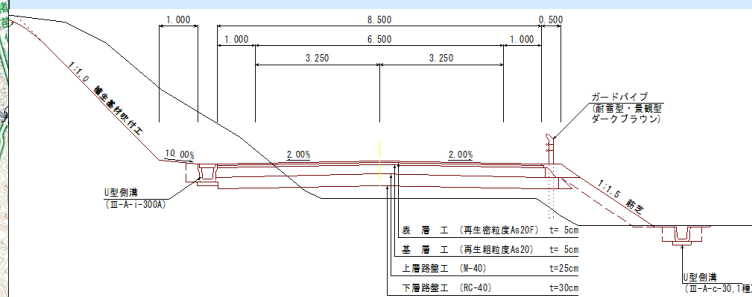 1.000 8.500 0.500
1.000 6.500 1.000
3.250 3.250
ガードパイプ
(耐雪型・景観型
ダークブラウン)
1:1.0 植生基材吹付工
10.00% 2.00% 2.00%
U型側溝
(Ⅲ-A-i-300A)
1:1.5 筋芝
表 層 工 (再生密粒度As20F) t= 5cm
基 層 工 (再生粗粒度As20) t= 5cm
上層路盤工 (M-40) t=25cm
下層路盤工 (RC-40) t=30cm
U型側溝
(Ⅲ-A-c-30,1種